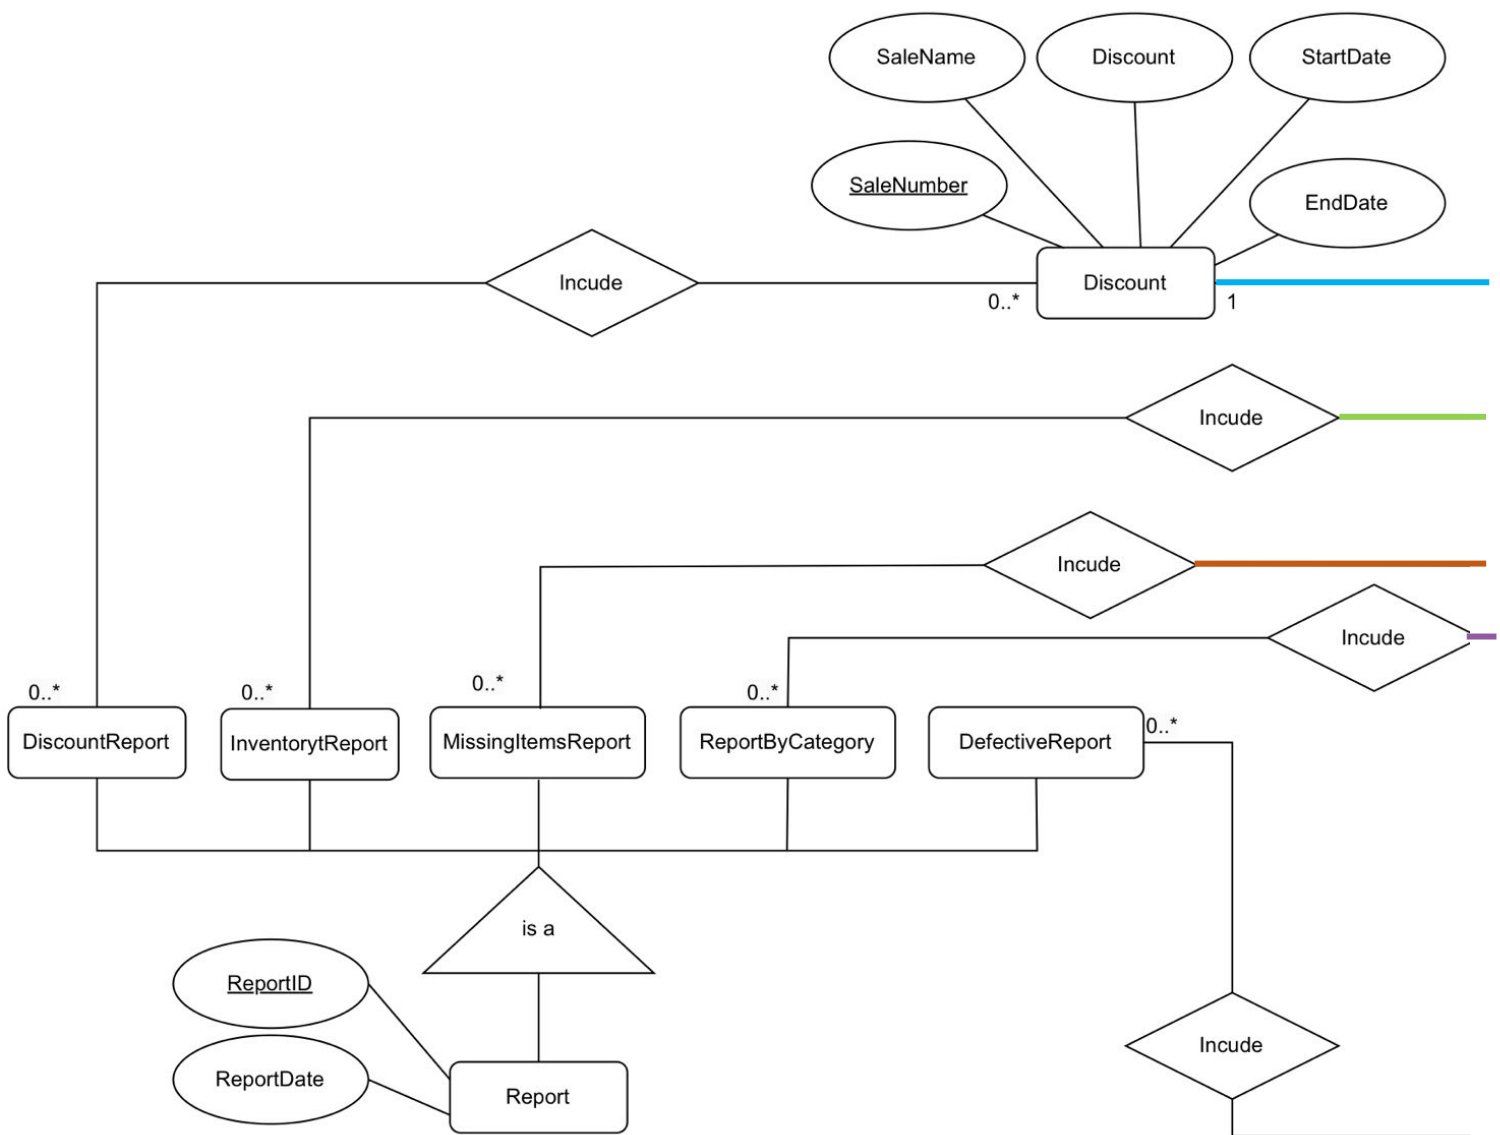 SaleName
Discount
StartDate
SaleNumber
EndDate
Incude
Discount
0..*
1
Incude
Incude
Incude
0..*
0..*
0..*
0..*
0..*
DiscountReport
InventorytReport
MissingItemsReport
ReportByCategory
DefectiveReport
is a
ReportID
Incude
ReportDate
Report